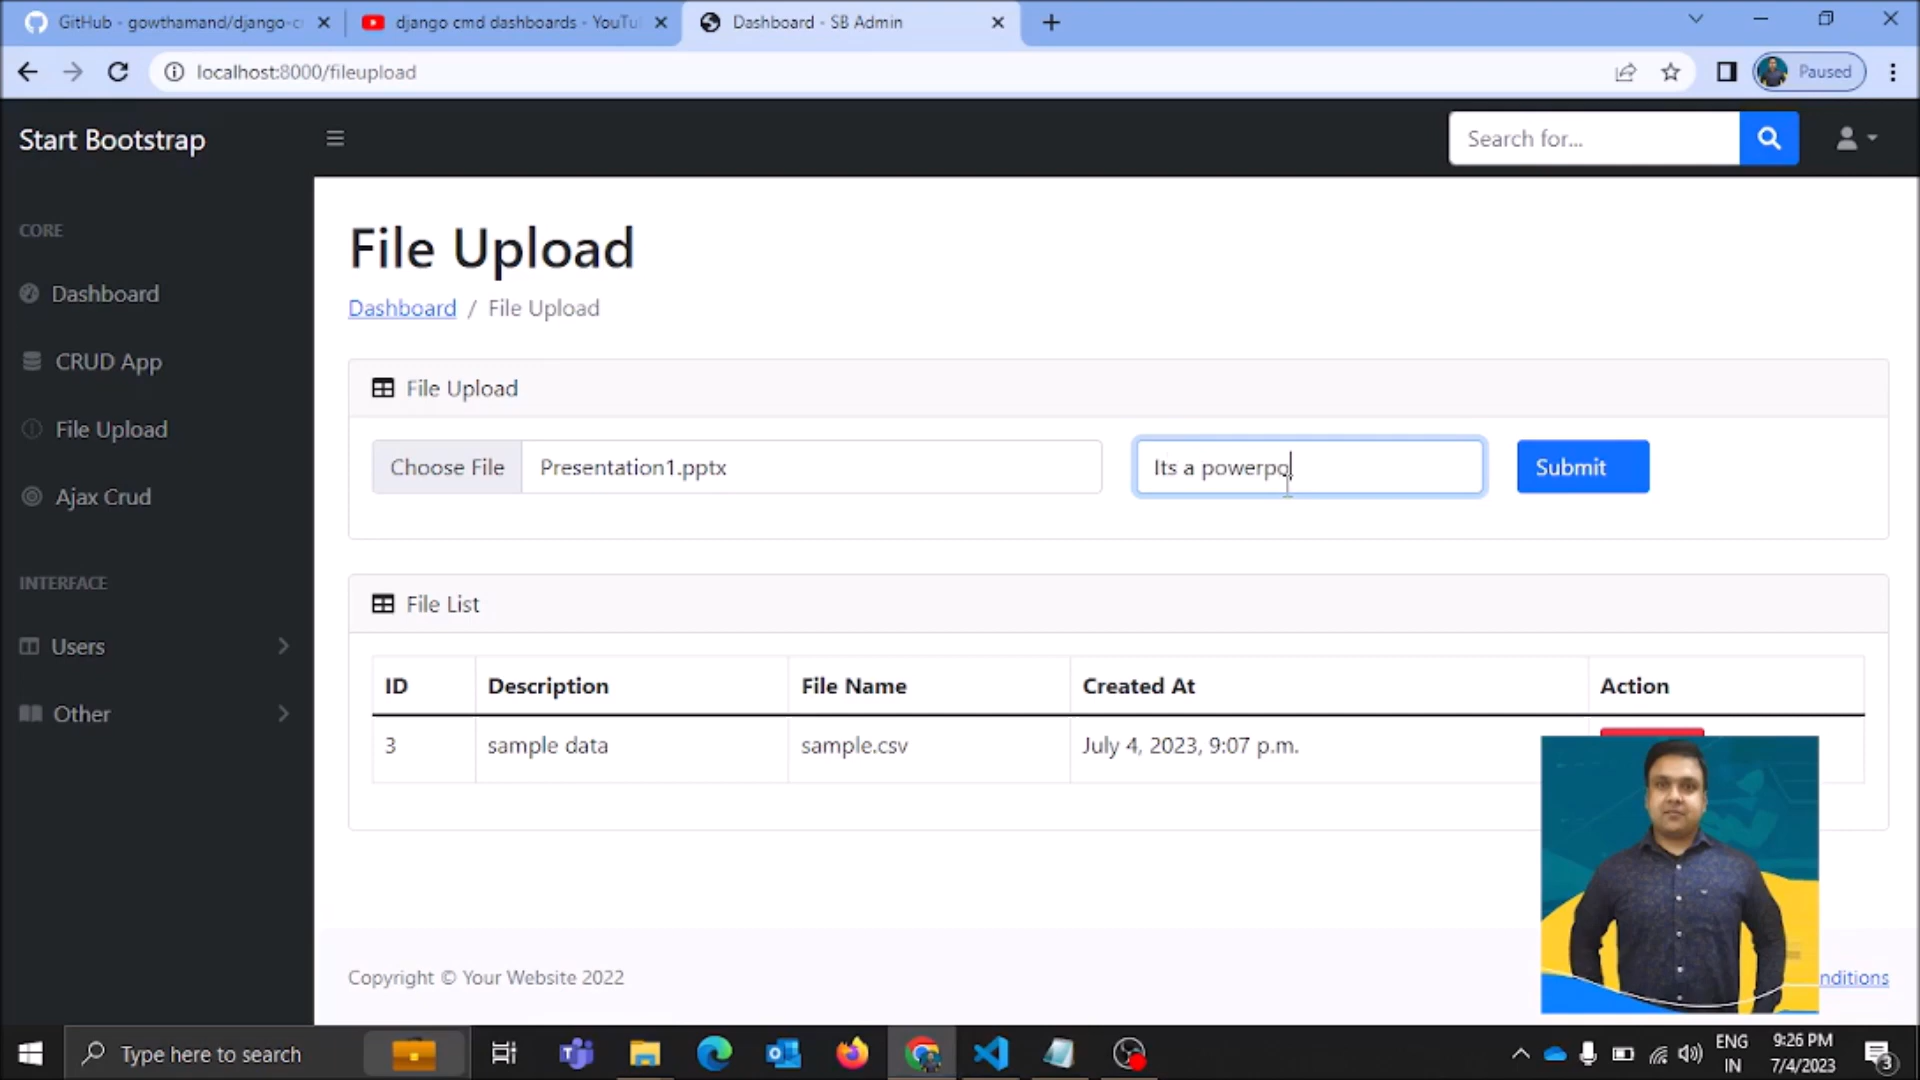 GitHub - gowthamand/django-c
django cmd dashboards - YouTu
Dashboard - SB Admin
localhost:8000/fileupload
Paused
Start Bootstrap
Search for...
CORE
Dashboard
CRUD App
File Upload
Ajax Crud
INTERFACE
Users
Other
File Upload
Dashboard / File Upload
File Upload
Choose File Presentation1.pptx Its a powerpo Submit
File List
ID Description File Name Created At Action
3 sample data sample.csv July 4, 2023, 9:07 p.m.
Copyright © Your Website 2022
nditions
Type here to search
ENG
IN
9:26 PM
7/4/2023
3